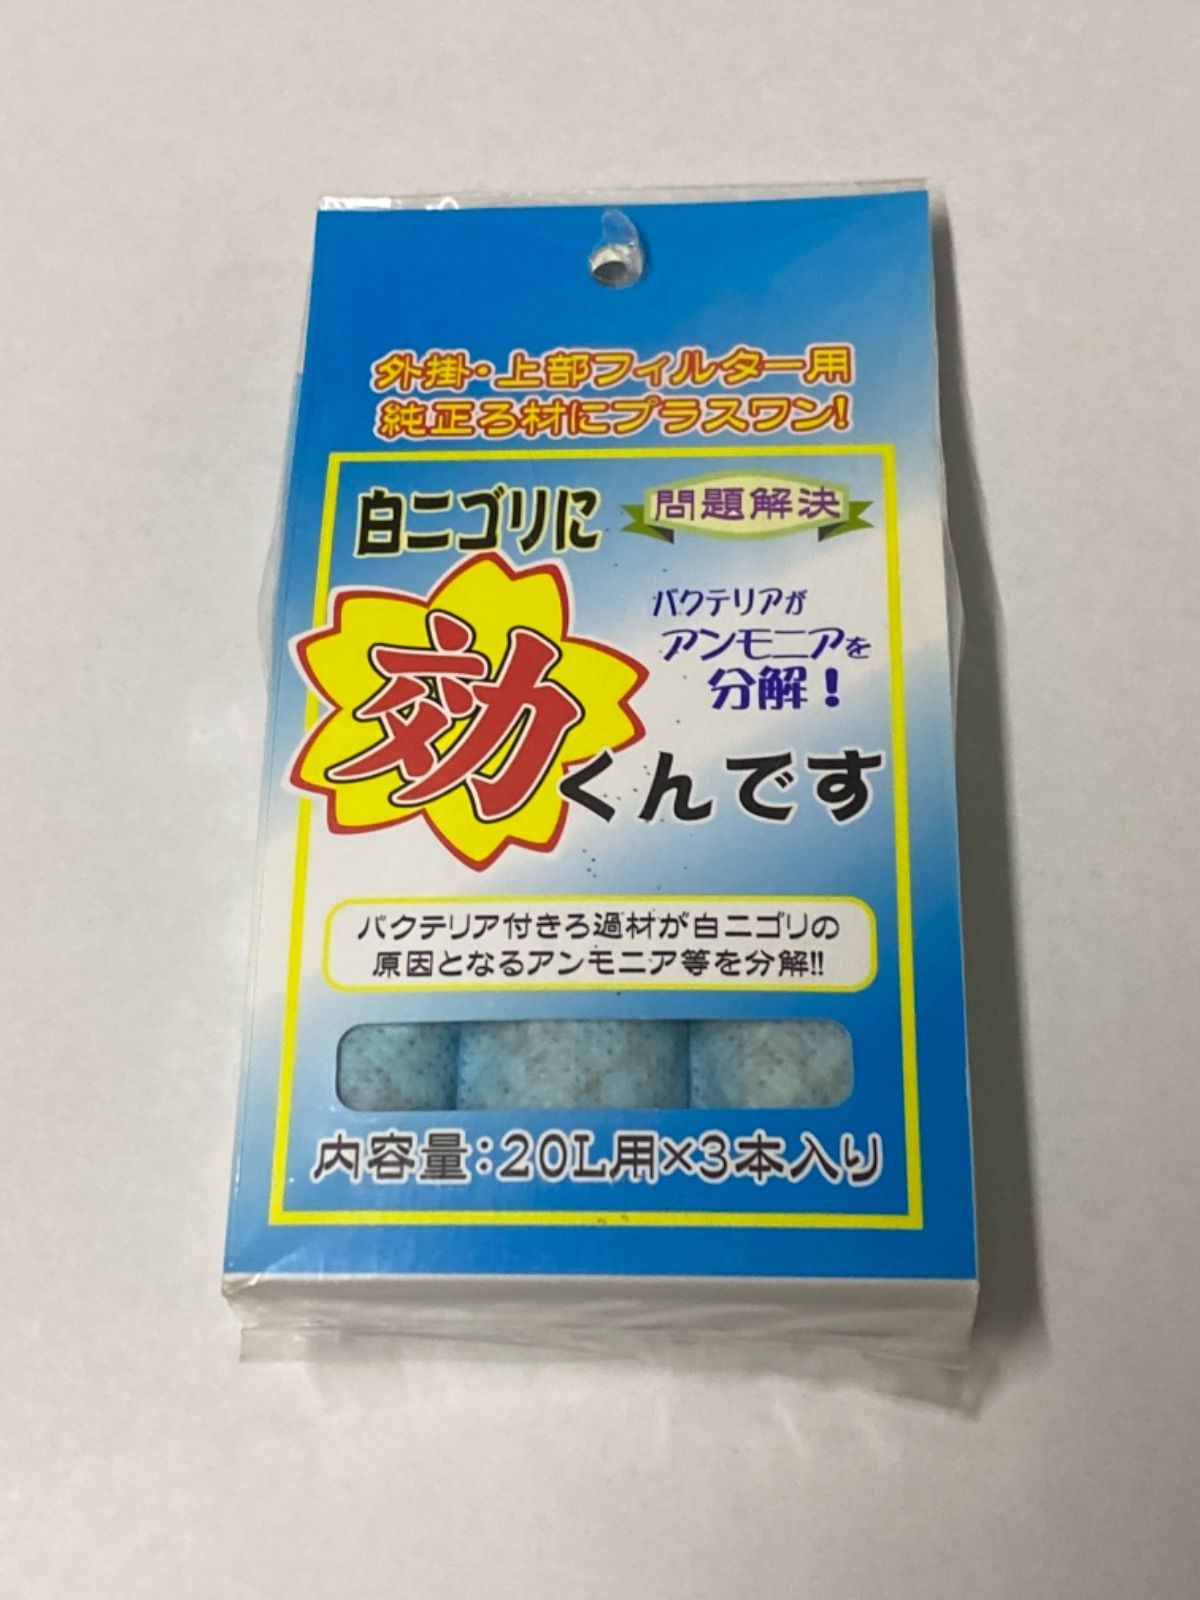 外掛・上部フィルター用
純正ろ材にプラスワン!
白ニゴリに
問題解決
バクテリアが
アンモニアを
分解!
効くんです
バクテリア付きろ過材が白ニゴリの
原因となるアンモニア等を分解!!
内容量:20L用×3本入り